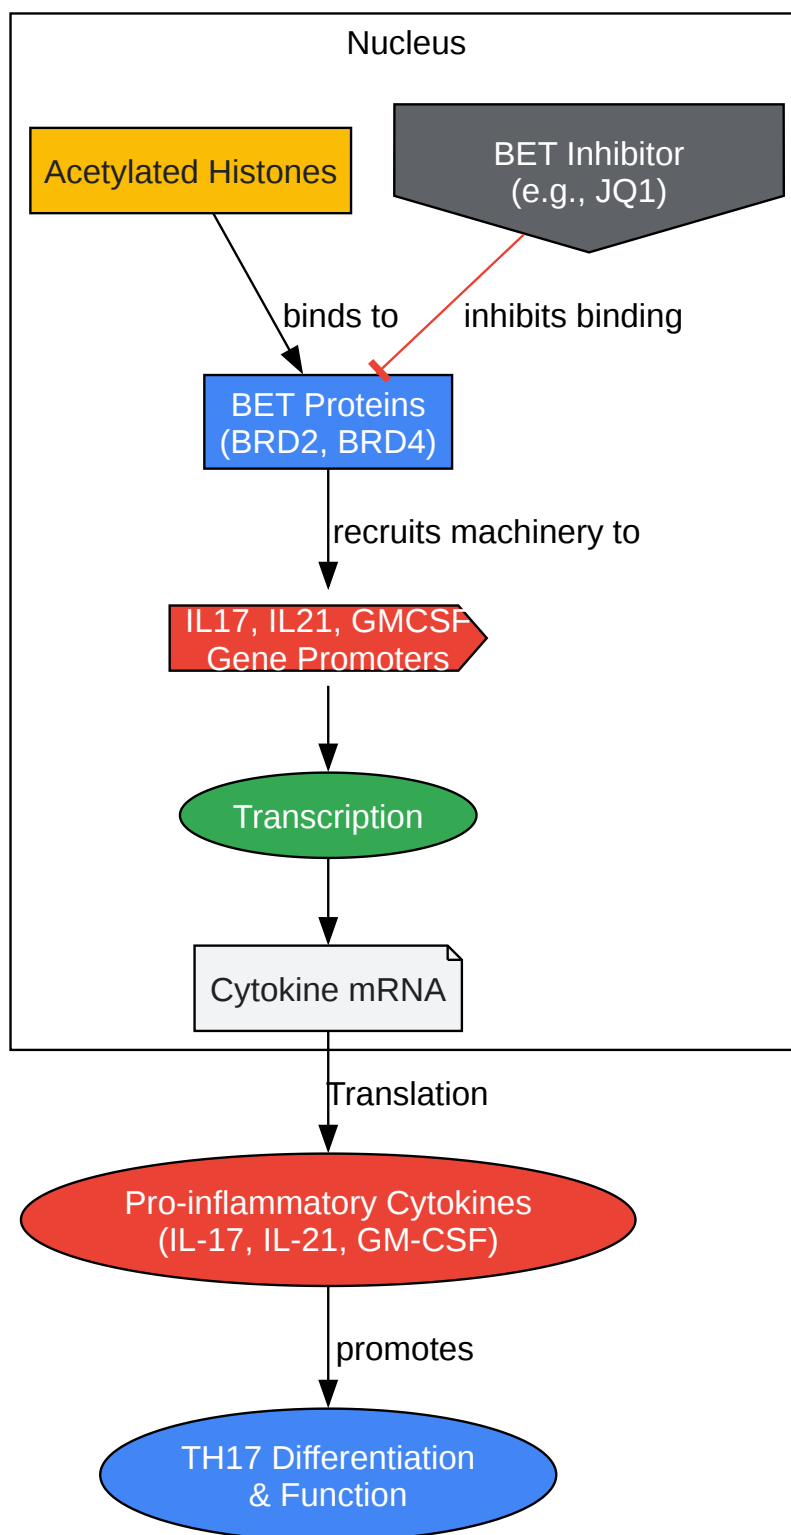 Nucleus
Acetylated Histones
BET Inhibitor
(e.g., JQ1)
binds to
inhibits binding
BET Proteins
(BRD2, BRD4)
recruits machinery to
IL17, IL21, GMCSF
Gene Promoters
Transcription
Cytokine mRNA
Translation
Pro-inflammatory Cytokines
(IL-17, IL-21, GM-CSF)
promotes
TH17 Differentiation
& Function